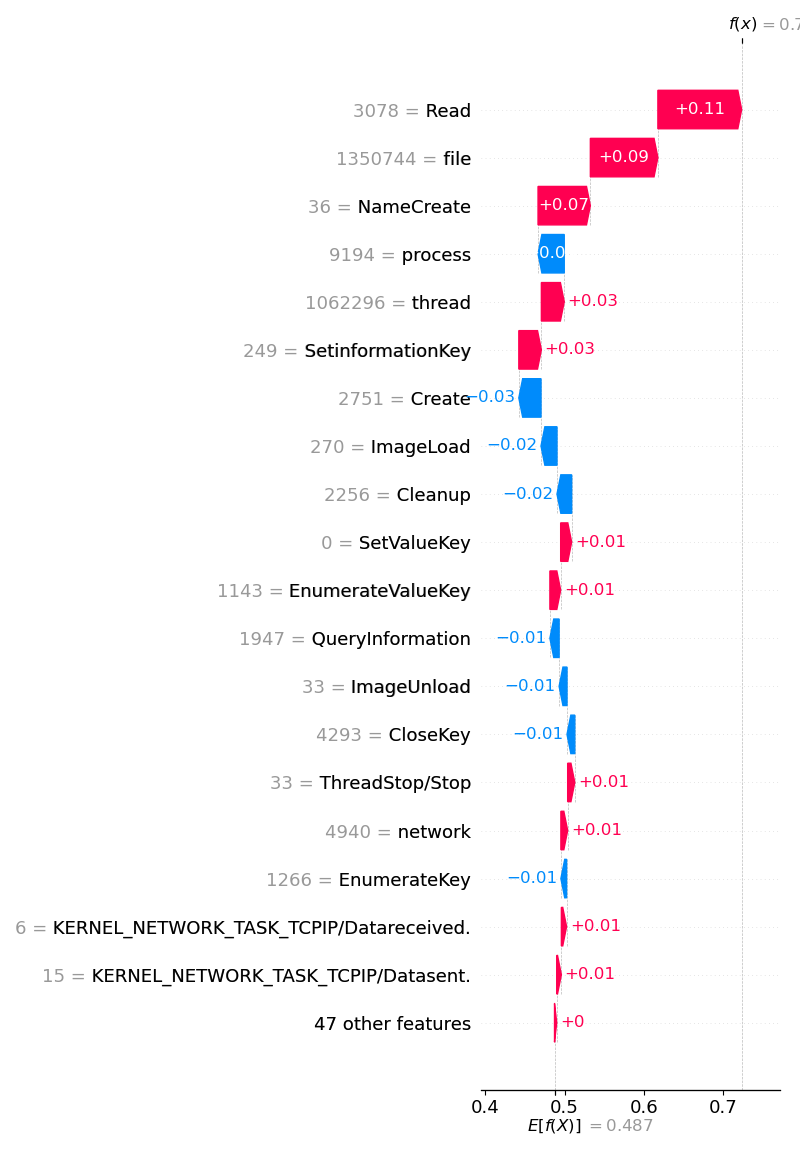 f(x) = 0.7
3078 = Read +0.11
1350744 = file +0.09
36 = NameCreate +0.07
9194 = process 0.0
1062296 = thread +0.03
249 = SetinformationKey +0.03
2751 = Create −0.03
270 = ImageLoad −0.02
2256 = Cleanup −0.02
0 = SetValueKey +0.01
1143 = EnumerateValueKey +0.01
1947 = QueryInformation −0.01
33 = ImageUnload −0.01
4293 = CloseKey −0.01
33 = ThreadStop/Stop +0.01
4940 = network +0.01
1266 = EnumerateKey −0.01
6 = KERNEL_NETWORK_TASK_TCPIP/Datareceived. +0.01
15 = KERNEL_NETWORK_TASK_TCPIP/Datasent. +0.01
47 other features +0
0.4 0.5 0.6 0.7
E[f(X)] = 0.487